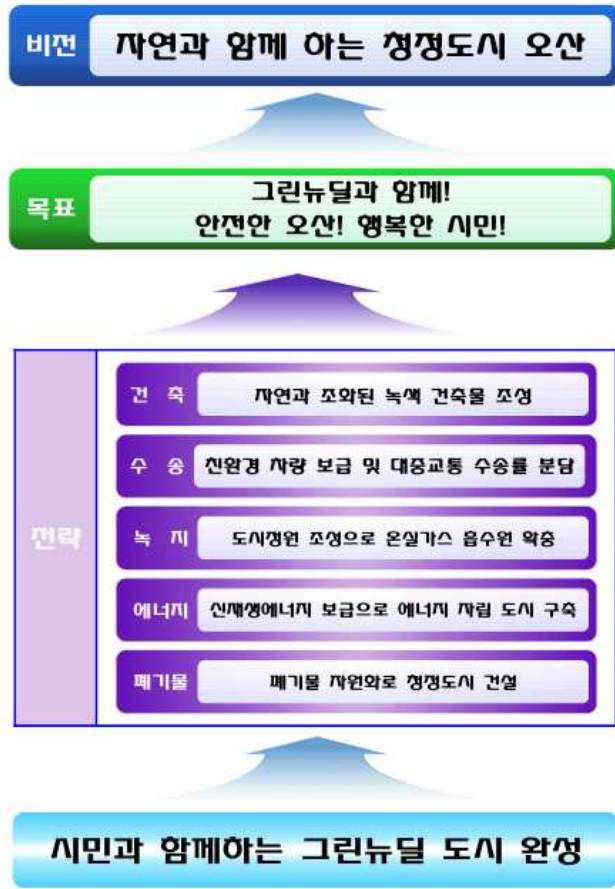 비전 자연과 함께 하는 청정도시 오산
목표 그린뉴딜과 함께!
안전한 오산! 행복한 시민!
전략
건 축 자연과 조화된 녹색 건축물 조성
수 송 친환경 차량 보급 및 대중교통 수송률 분담
녹 지 도시정원 조성으로 온실가스 흡수원 확충
에너지 신재생에너지 보급으로 에너지 자립 도시 구축
폐기물 폐기물 자원화로 청정도시 건설
시민과 함께하는 그린뉴딜 도시 완성